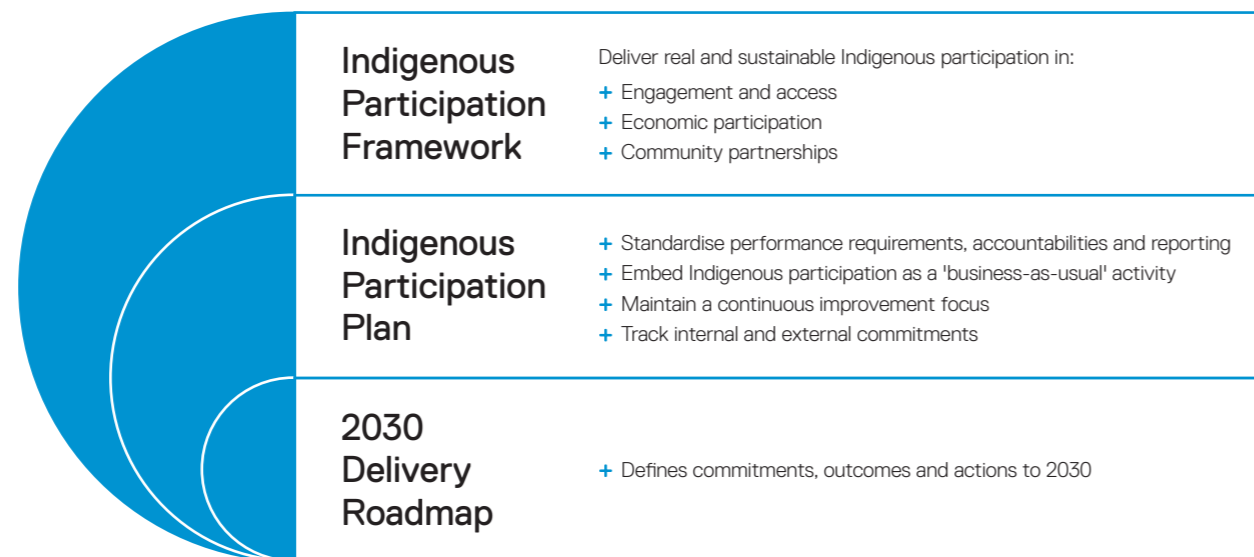 Indigenous
Participation
Framework
Deliver real and sustainable Indigenous participation in:
+ Engagement and access
+ Economic participation
+ Community partnerships
Indigenous
Participation
Plan
+ Standardise performance requirements, accountabilities and reporting
+ Embed Indigenous participation as a 'business-as-usual' activity
+ Maintain a continuous improvement focus
+ Track internal and external commitments
2030
Delivery
Roadmap
+ Defines commitments, outcomes and actions to 2030